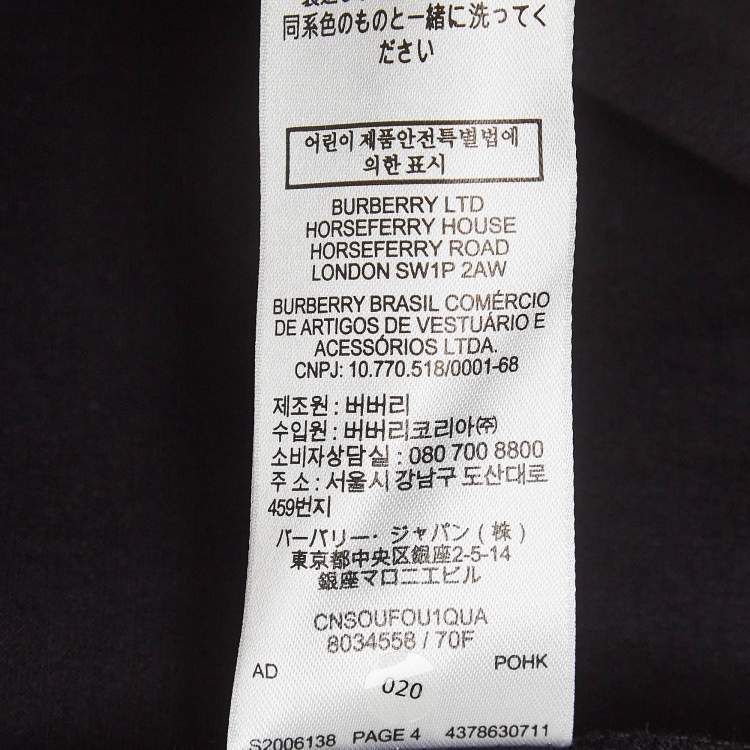 同系色のものと一緒に洗ってく
ださい
어린이 제품안전특별법에
의한 표시
BURBERRY LTD
HORSEFERRY HOUSE
HORSEFERRY ROAD
LONDON SW1P 2AW
BURBERRY BRASIL COMÉRCIO
DE ARTIGOS DE VESTUÁRIO E
ACESSÓRIOS LTDA.
CNPJ: 10.770.518/0001-68
제조원 : 버버리
수입원 : 버버리코리아㈜
소비자상담실 : 080 700 8800
주 소 : 서울시 강남구 도산대로
459번지
バーバリー・ジャパン ( 株 )
東京都中央区銀座2-5-14
銀座マロニエビル
CNSOUFOU1QUA
8034558 / 70F
AD POHK
020
S2006138 PAGE 4 4378630711